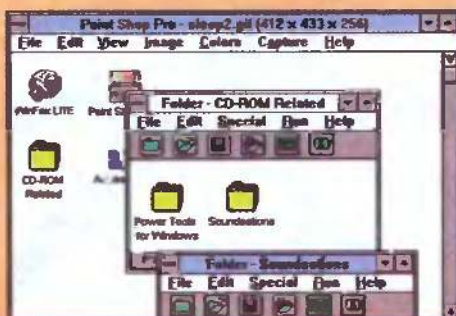 Paint Shop Pro - sleep2.gif (412 x 433 x 256)
File Edit View Image Colors Capture Help
WinFax LITE
Paint
Folder - CD-ROM Related
File Edit Special Run Help
CD-ROM
Related
Power Tools
for Windows
Soundsations
Folder - Soundsations
File Edit Special Run Help